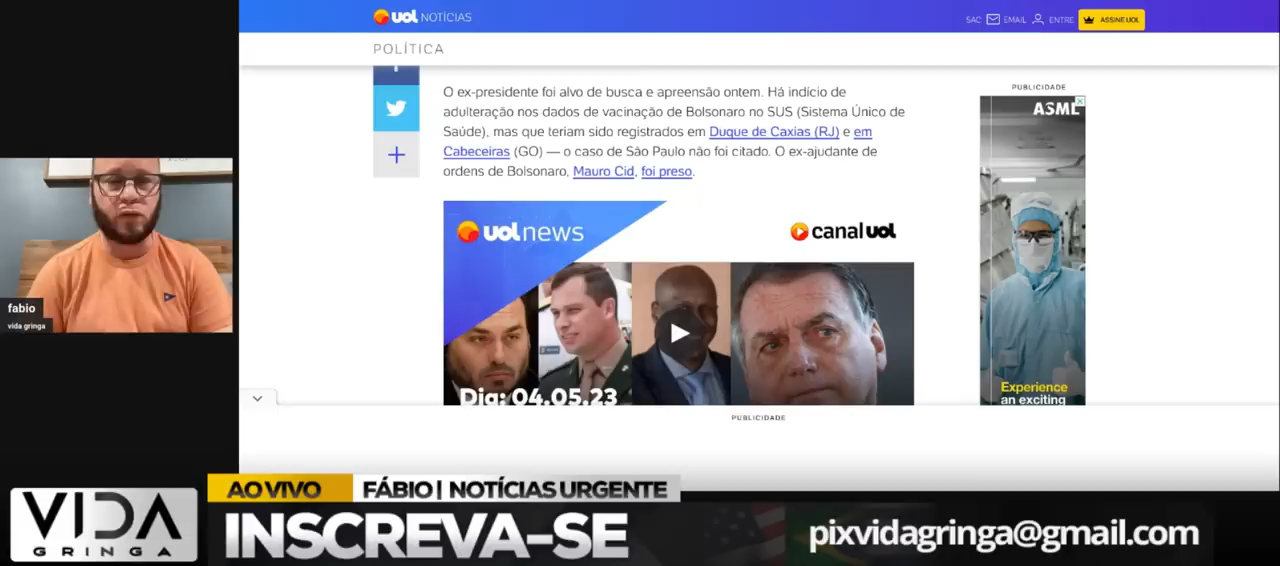 uol NOTÍCIAS
SAC EMAIL ENTRE ASSINE UOL
POLÍTICA
O ex-presidente foi alvo de busca e apreensão ontem. Há indício de
adulteração nos dados de vacinação de Bolsonaro no SUS (Sistema Único de
Saúde), mas que teriam sido registrados em Duque de Caxias (RJ) e em
Cabeceiras (GO) — o caso de São Paulo não foi citado. O ex-ajudante de
ordens de Bolsonaro, Mauro Cid, foi preso.
uol news
canal uol
Dia: 04.05.23
PUBLICIDADE
ASML
Experience
an exciting
PUBLICIDADE
fabio
vida gringa
VIDA
GRINGA
AO VIVO
FÁBIO | NOTÍCIAS URGENTE
INSCREVA-SE
pixvidagringa@gmail.com